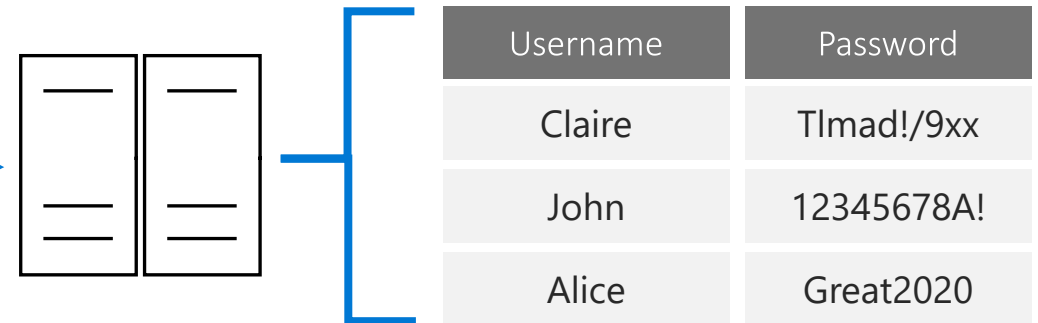 Username Password
Claire Tlmad!/9xx
John 12345678A!
Alice Great2020